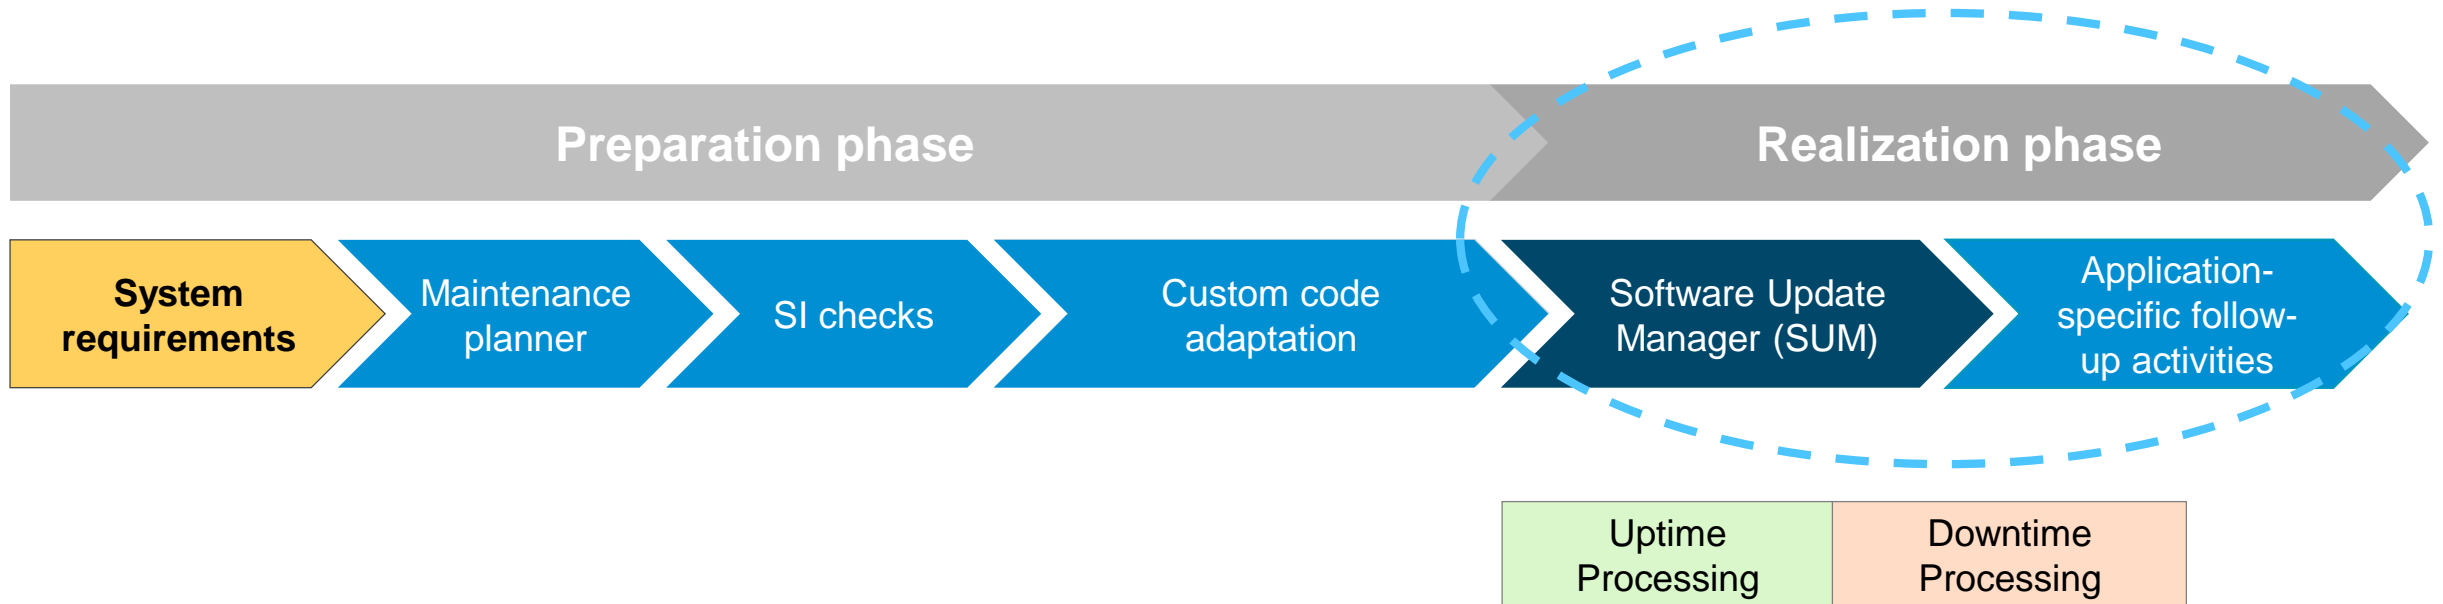 Preparation phase
Realization phase
System
requirements
Maintenance
planner
SI checks
Custom code
adaptation
Software Update
Manager (SUM)
Application-
specific follow-
up activities
Uptime
Processing
Downtime
Processing